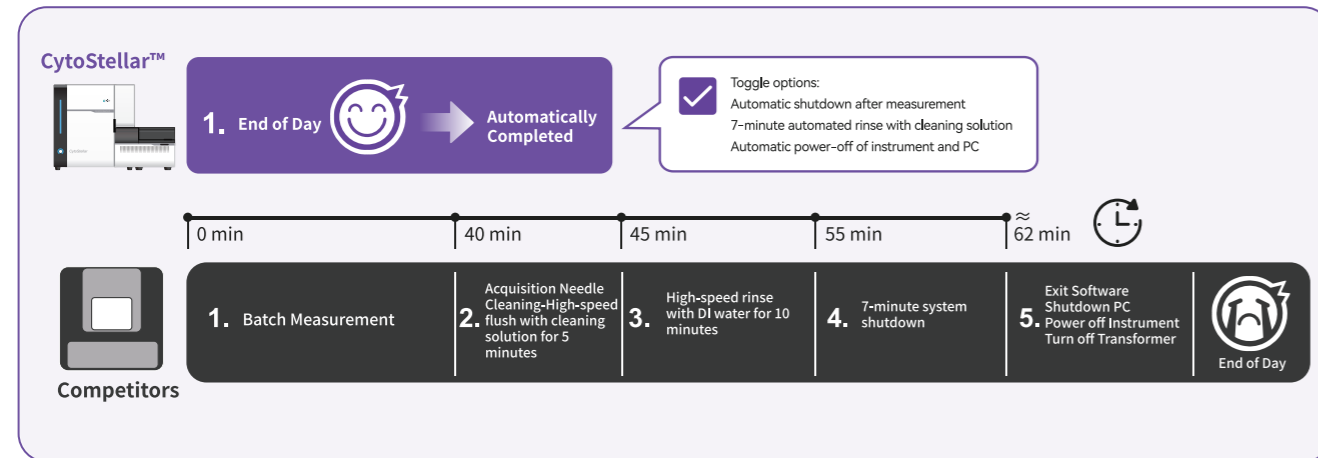 CytoStellar™
1. End of Day
Automatically
Completed
Toggle options:
Automatic shutdown after measurement
7-minute automated rinse with cleaning solution
Automatic power-off of instrument and PC
0 min
40 min
45 min
55 min
≈
62 min
1. Batch Measurement
2.
Acquisition Needle
Cleaning-High-speed
flush with cleaning
solution for 5
minutes
3.
High-speed rinse
with DI water for 10
minutes
4.
7-minute system
shutdown
5.
Exit Software
Shutdown PC
Power off Instrument
Turn off Transformer
End of Day
Competitors